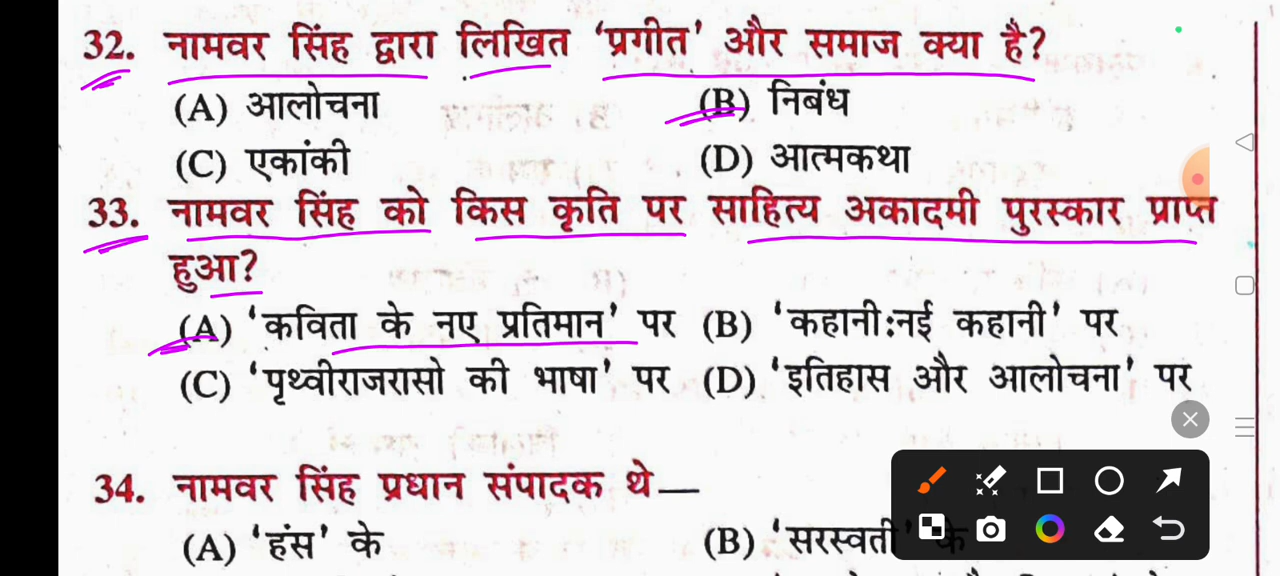 32. नामवर सिंह द्वारा लिखित ‘प्रगीत’ और समाज क्या है?
(A) आलोचना (B) निबंध
(C) एकांकी (D) आत्मकथा
33. नामवर सिंह को किस कृति पर साहित्य अकादमी पुरस्कार प्राप्त
हुआ?
(A) ‘कविता के नए प्रतिमान’ पर (B) ‘कहानी:नई कहानी’ पर
(C) ‘पृथ्वीराजरासो की भाषा’ पर (D) ‘इतिहास और आलोचना’ पर
34. नामवर सिंह प्रधान संपादक थे—
(A) ‘हंस’ के (B) ‘सरस्वती’ के